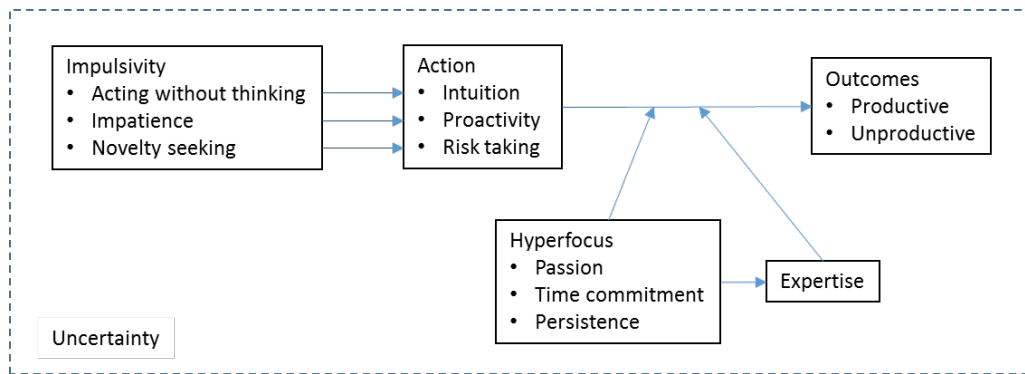 Impulsivity
• Acting without thinking
• Impatience
• Novelty seeking
Action
• Intuition
• Proactivity
• Risk taking
Outcomes
• Productive
• Unproductive
Hyperfocus
• Passion
• Time commitment
• Persistence
Expertise
Uncertainty